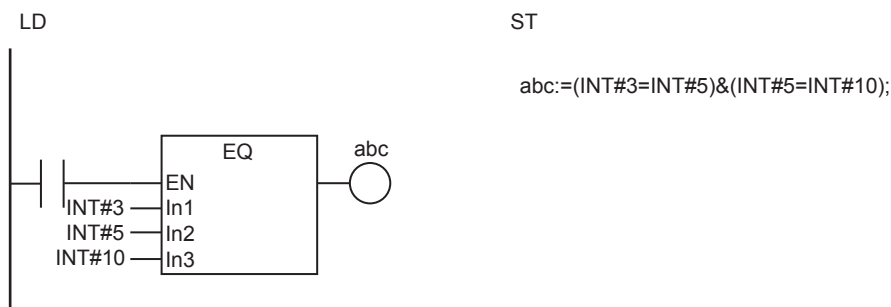 LD
ST
abc:=(INT#3=INT#5)&(INT#5=INT#10);
EQ
abc
EN
INT#3 In1
INT#5 In2
INT#10 In3